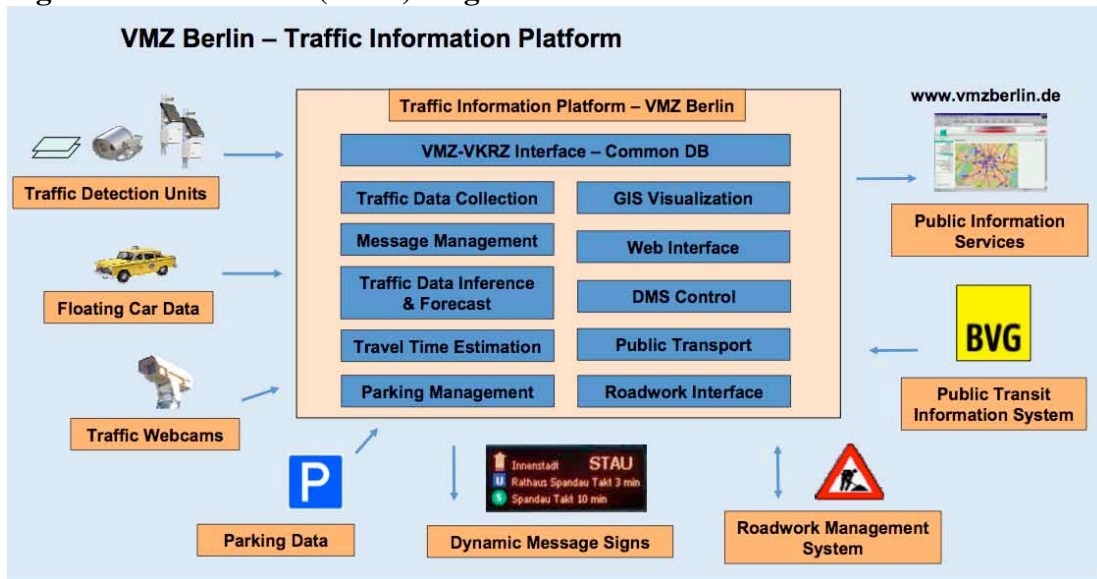 VMZ Berlin – Traffic Information Platform
Traffic Information Platform – VMZ Berlin
www.vmzberlin.de
VMZ-VKRZ Interface – Common DB
Traffic Detection Units
Traffic Data Collection
GIS Visualization
Public Information
Services
Message Management
Web Interface
Floating Car Data
Traffic Data Inference
& Forecast
DMS Control
BVG
Travel Time Estimation
Public Transport
Parking Management
Roadwork Interface
Public Transit
Information System
Traffic Webcams
P
Parking Data
Innenstadt STAU
U Rathaus Spandau Takt 3 min
S Spandau Takt 10 min
Dynamic Message Signs
Roadwork Management
System